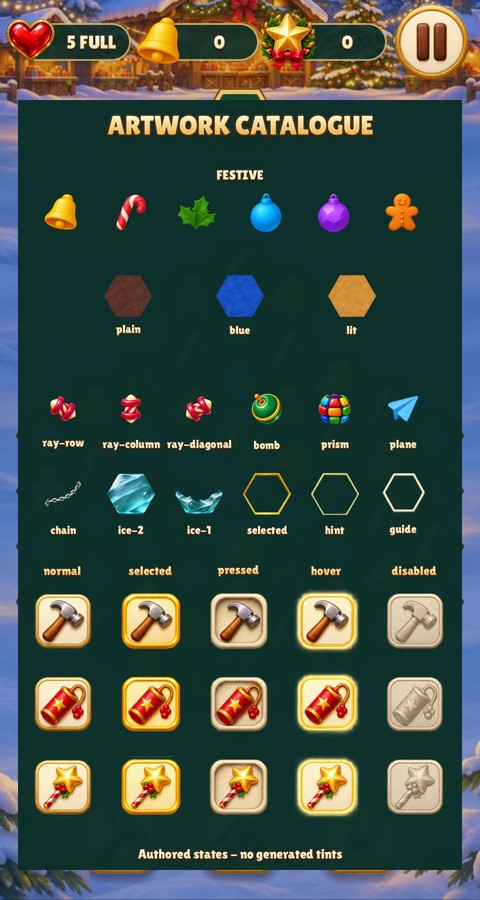 5 FULL 0 0
ARTWORK CATALOGUE
FESTIVE
plain blue lit
ray-row ray-column ray-diagonal bomb prism plane
chain ice-2 ice-1 selected hint guide
normal selected pressed hover disabled
Authored states – no generated tints